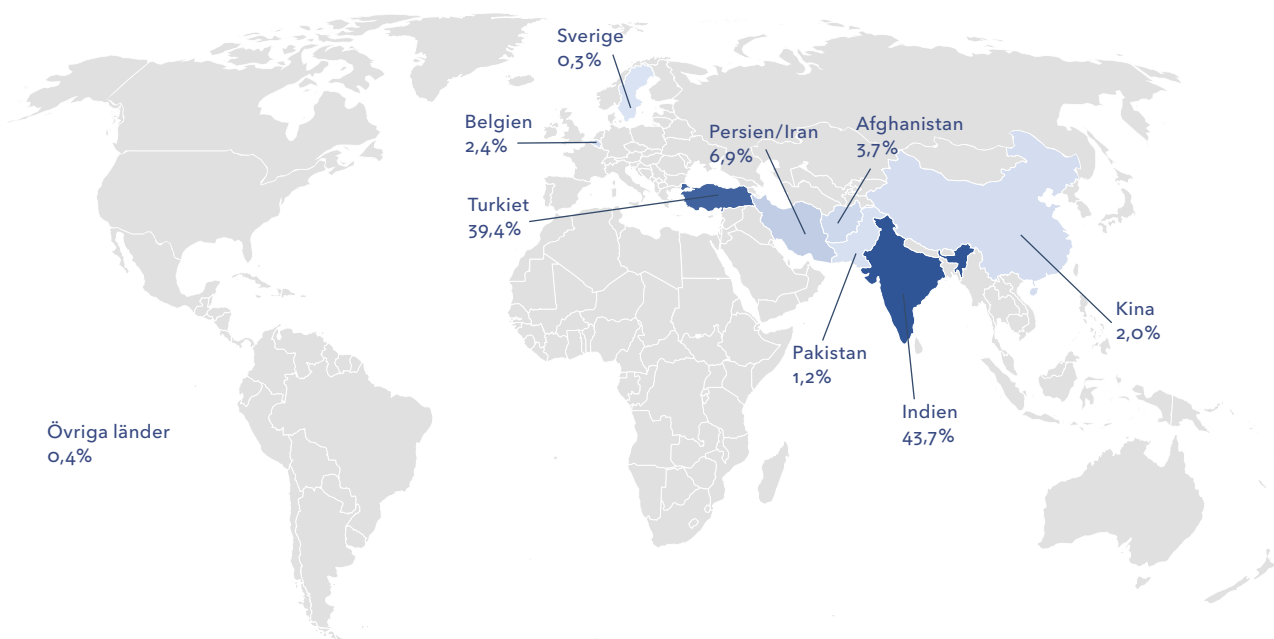 Sverige
0,3%
Belgien
2,4%
Persien/Iran
6,9%
Afghanistan
3,7%
Turkiet
39,4%
Kina
2,0%
Pakistan
1,2%
Indien
43,7%
Övriga länder
0,4%